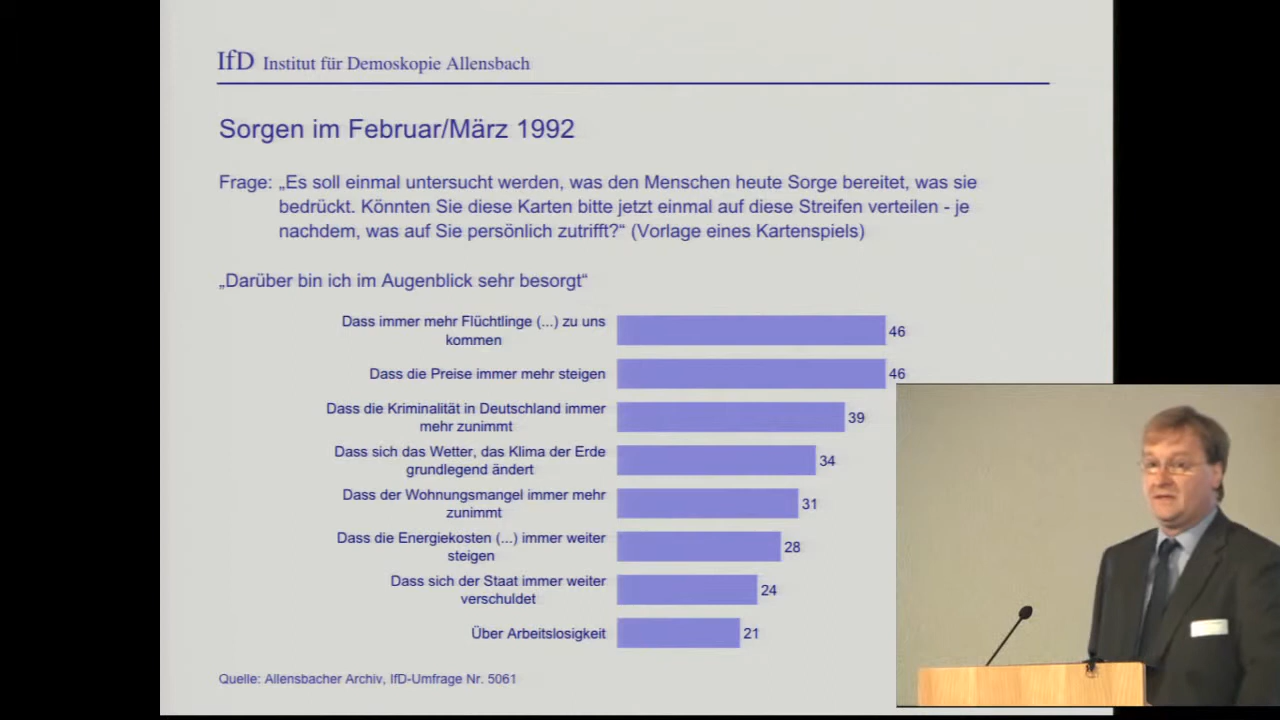 IfD Institut für Demoskopie Allensbach
Sorgen im Februar/März 1992
Frage: „Es soll einmal untersucht werden, was den Menschen heute Sorge bereitet, was sie
bedrückt. Könnten Sie diese Karten bitte jetzt einmal auf diese Streifen verteilen - je
nachdem, was auf Sie persönlich zutrifft?“ (Vorlage eines Kartenspiels)
„Darüber bin ich im Augenblick sehr besorgt“
Dass immer mehr Flüchtlinge (...) zu uns
kommen
46
Dass die Preise immer mehr steigen
46
Dass die Kriminalität in Deutschland immer
mehr zunimmt
39
Dass sich das Wetter, das Klima der Erde
grundlegend ändert
34
Dass der Wohnungsmangel immer mehr
zunimmt
31
Dass die Energiekosten (...) immer weiter
steigen
28
Dass sich der Staat immer weiter
verschuldet
24
Über Arbeitslosigkeit
21
Quelle: Allensbacher Archiv, IfD-Umfrage Nr. 5061